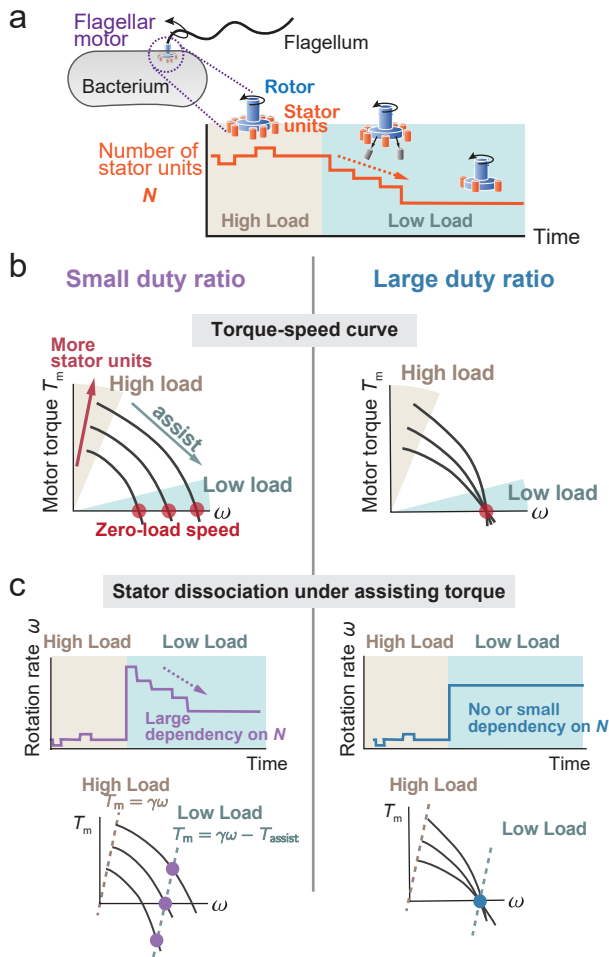 a
Flagellar
motor
Flagellum
Bacterium
Rotor
Stator
units
Number of
stator units
N
High Load
Low Load
Time
b
Small duty ratio
Large duty ratio
Torque-speed curve
More
stator units
High load
assist
Low load
Motor torque Tm
Zero-load speed
ω
High load
Low load
Motor torque Tm
ω
c
Stator dissociation under assisting torque
High Load
Low Load
Rotation rate ω
Large
dependency on N
Time
High Load
Low Load
Rotation rate ω
No or small
dependency on N
Time
High Load
Tm = γω
Low Load
Tm = γω − Tassist
Tm
ω
Tm
Low Load
High Load
ω